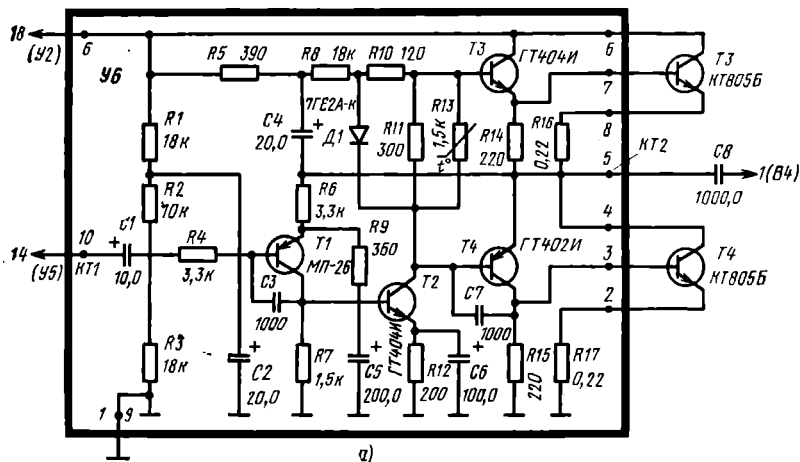 18
(У2)
6
У6
R5 390
R8 18к
R10 120
Т3
ГТ404И
6
Т3
КТ805Б
7
7ГЕ2А-К
С4
20,0
+
Д1
R11
300
R13
1,5к
t°
R14
220
R16
0,22
8
5
КТ2
С8
1000,0
1(В4)
R1
18к
R2
10к
R6
3,3к
4
С1
+
10,0
10
14
(У5)
КТ1
R4
3,3к
Т1
МП-26
R9
360
Т2
ГТ404И
Т4
ГТ402И
3
Т4
КТ805Б
С3
1000
С7
1000
2
R3
18к
+
С2
20,0
R7
1,5к
+
С5
200,0
R12
200
+
С6
100,0
R15
220
R17
0,22
1
9
а)